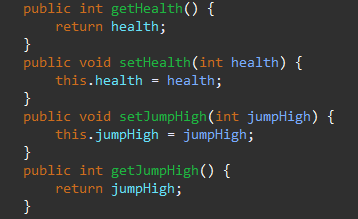 public int getHealth() {
return health;
}
public void setHealth(int health) {
this.health = health;
}
public void setJumpHigh(int jumpHigh) {
this.jumpHigh = jumpHigh;
}
public int getJumpHigh() {
return jumpHigh;
}